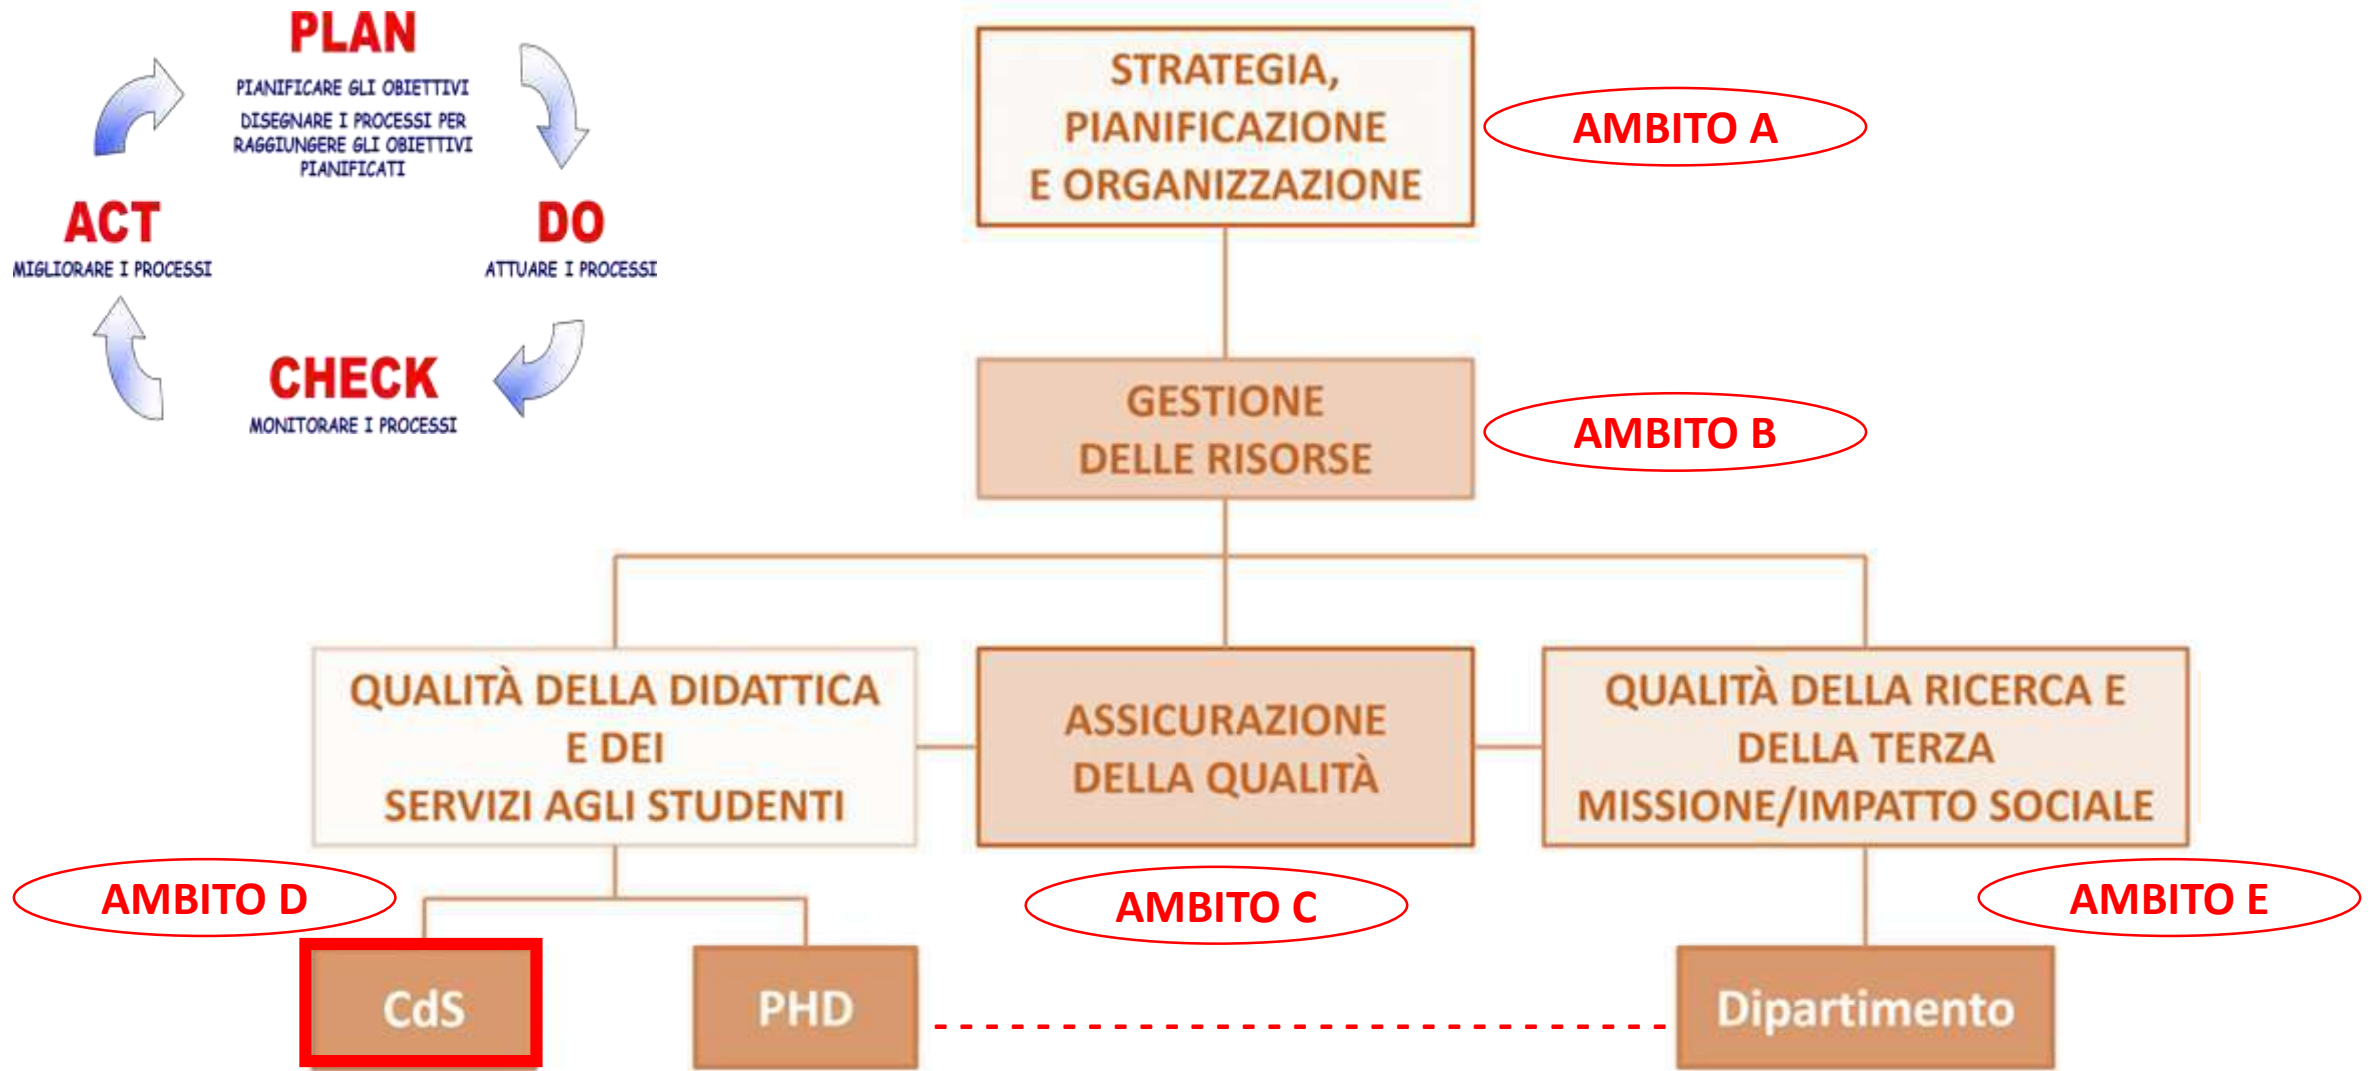 PLAN
PIANIFICARE GLI OBIETTIVI
DISEGNARE I PROCESSI PER
RAGGIUNGERE GLI OBIETTIVI
PIANIFICATI
ACT
MIGLIORARE I PROCESSI
DO
ATTUARE I PROCESSI
CHECK
MONITORARE I PROCESSI
STRATEGIA,
PIANIFICAZIONE
E ORGANIZZAZIONE
AMBITO A
GESTIONE
DELLE RISORSE
AMBITO B
QUALITÀ DELLA DIDATTICA
E DEI
SERVIZI AGLI STUDENTI
ASSICURAZIONE
DELLA QUALITÀ
QUALITÀ DELLA RICERCA E
DELLA TERZA
MISSIONE/IMPATTO SOCIALE
AMBITO D
AMBITO C
AMBITO E
CdS
PHD
Dipartimento